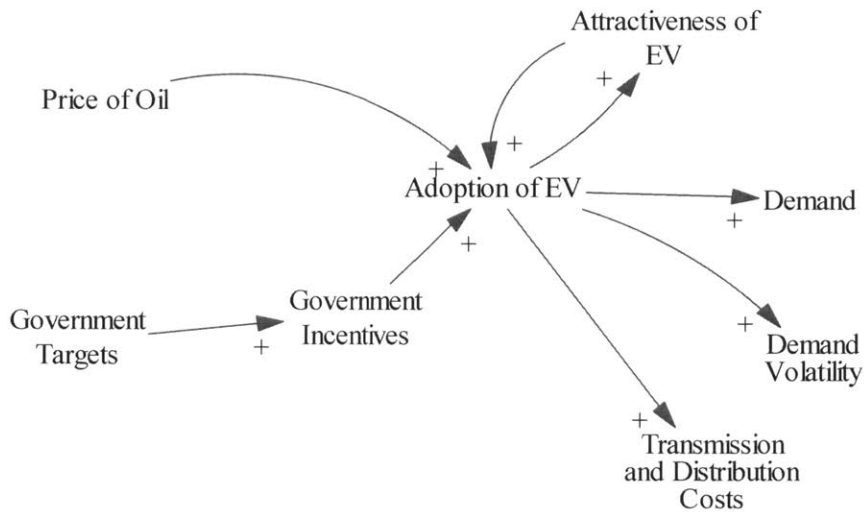 Attractiveness of
EV
+
Price of Oil
+
+
Adoption of EV
Demand
+
+
Government
Incentives
Government
Targets
+
+
Demand
Volatility
+
Transmission
and Distribution
Costs